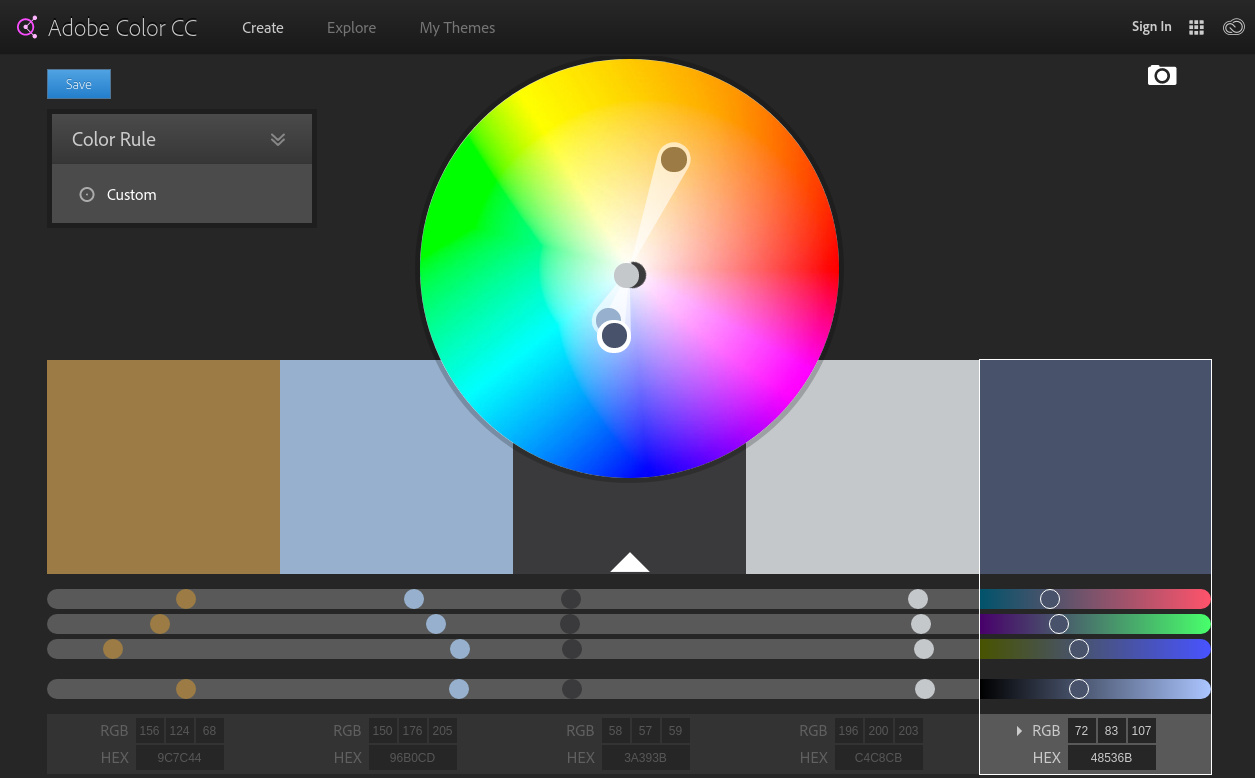 Adobe Color CC
Create
Explore
My Themes
Sign In
Save
Color Rule
Custom
RGB 156 124 68
HEX 9C7C44
RGB 150 176 205
HEX 96B0CD
RGB 58 57 59
HEX 3A393B
RGB 196 200 203
HEX C4C8CB
RGB 72 83 107
HEX 48536B